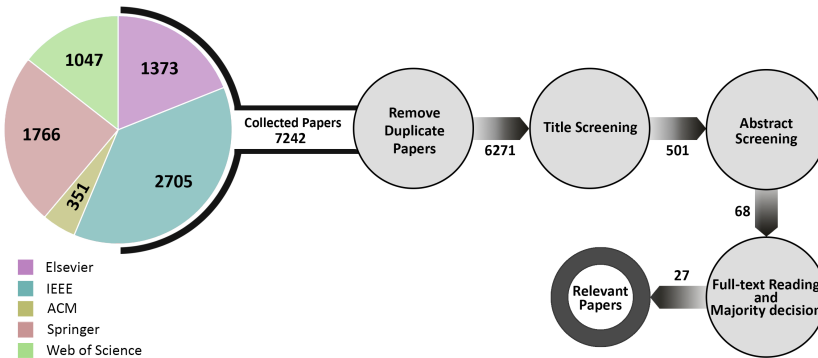 1047
1373
1766
351
2705
Collected Papers
7242
Remove
Duplicate
Papers
6271
Title Screening
501
Abstract
Screening
68
Full-text Reading
and
Majority decision
27
Relevant
Papers
Elsevier
IEEE
ACM
Springer
Web of Science